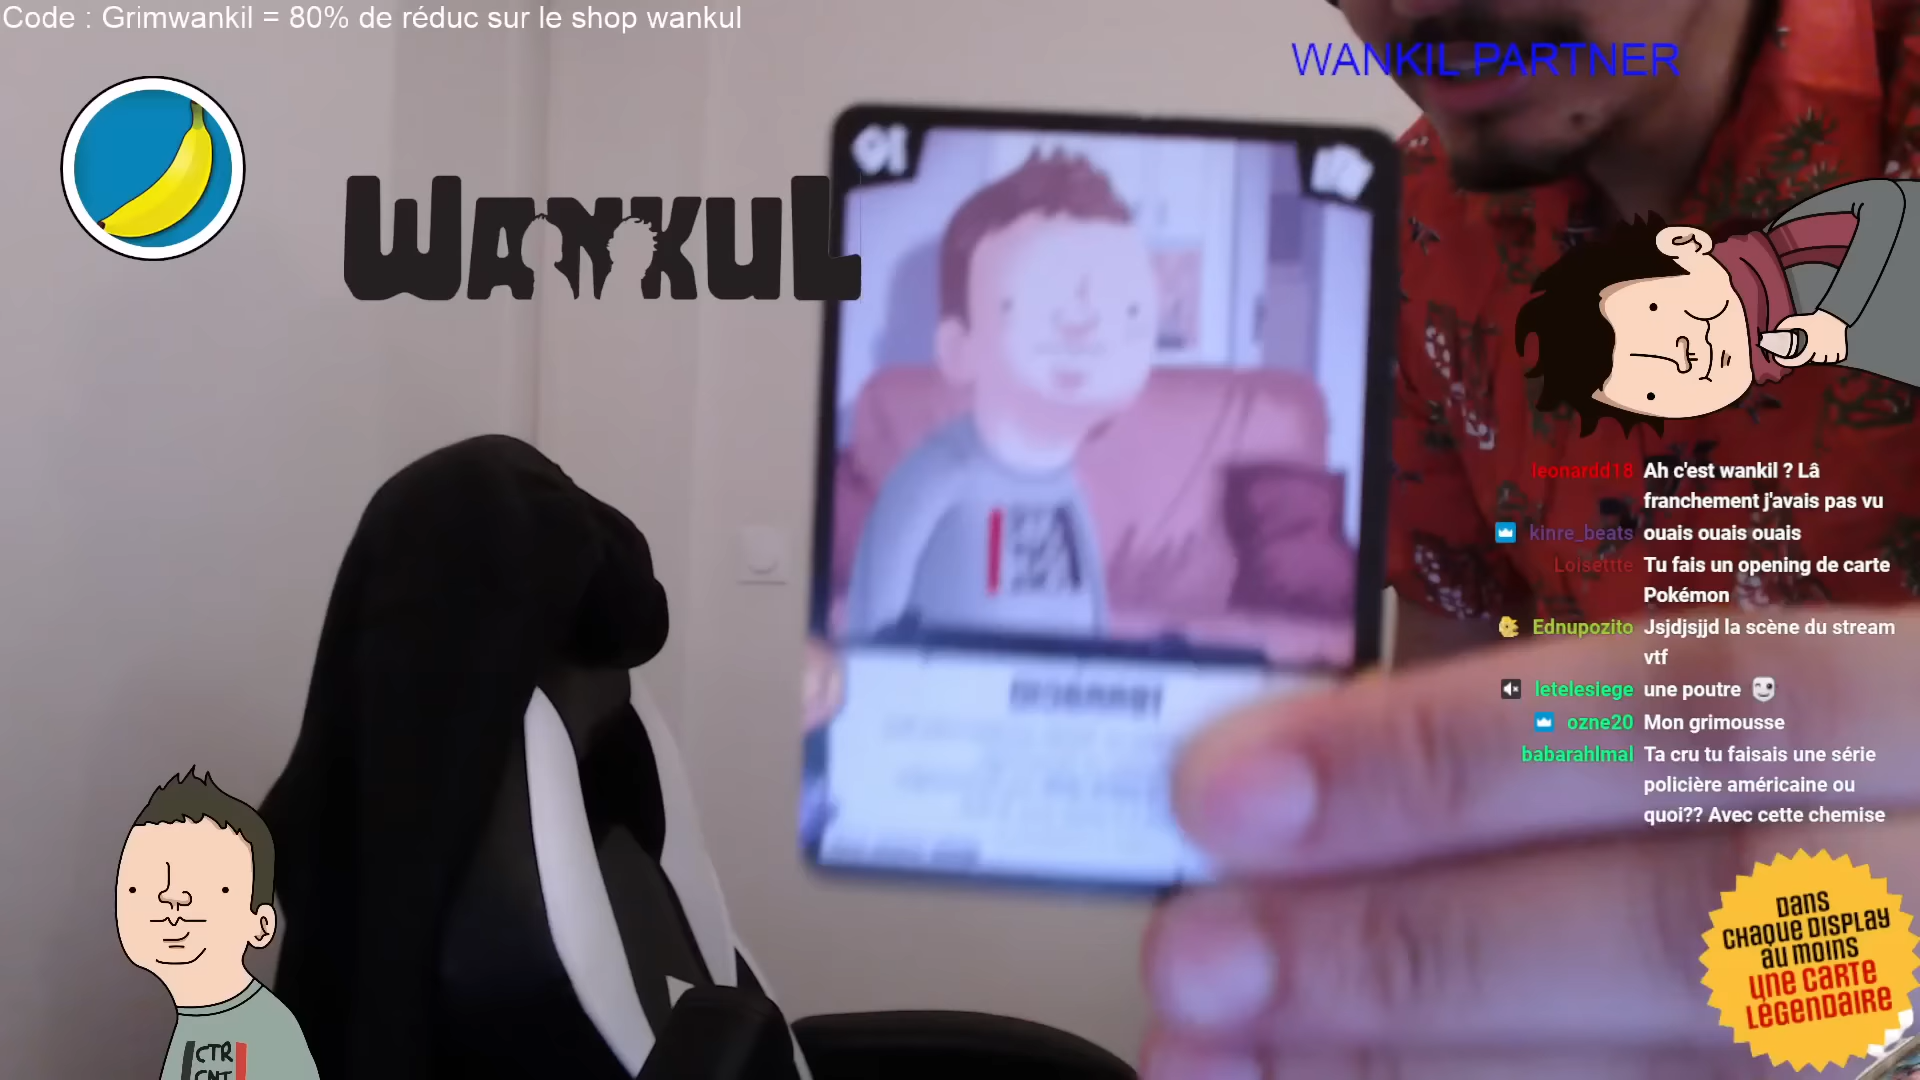 Code : Grimwankil = 80% de réduc sur le shop wankul
WANKIL PARTNER
WANKUL
leonardd18 Ah c'est wankil ? Lâ
franchement j'avais pas vu
kinre_beats ouais ouais ouais
Loisettte Tu fais un opening de carte
Pokémon
Ednupozito Jsjdjsjjd la scène du stream
vtf
letelesiege une poutre
ozne20 Mon grimousse
babarahlmal Ta cru tu faisais une série
policière américaine ou
quoi?? Avec cette chemise
DANS
CHAQUE DISPLAY
AU MOINS
UNE CARTE
LÉGENDAIRE
CTR
CNT